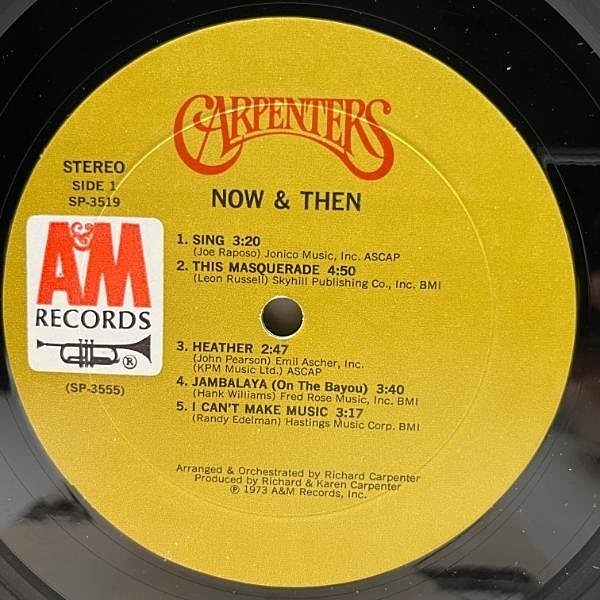 CARPENTERS
STEREO
SIDE 1
SP-3519
NOW & THEN
1. SING 3:20
(Joe Raposo) Jonico Music, Inc. ASCAP
2. THIS MASQUERADE 4:50
(Leon Russell) Skyhill Publishing Co., Inc. BMI
A&M
RECORDS
®
(SP-3555)
3. HEATHER 2:47
(John Pearson) Emil Ascher, Inc.
(KPM Music Ltd.) ASCAP
4. JAMBALAYA (On The Bayou) 3:40
(Hank Williams) Fred Rose Music, Inc. BMI
5. I CAN'T MAKE MUSIC 3:17
(Randy Edelman) Hastings Music Corp. BMI
Arranged & Orchestrated by Richard Carpenter
Produced by Richard & Karen Carpenter
℗ 1973 A&M Records, Inc.